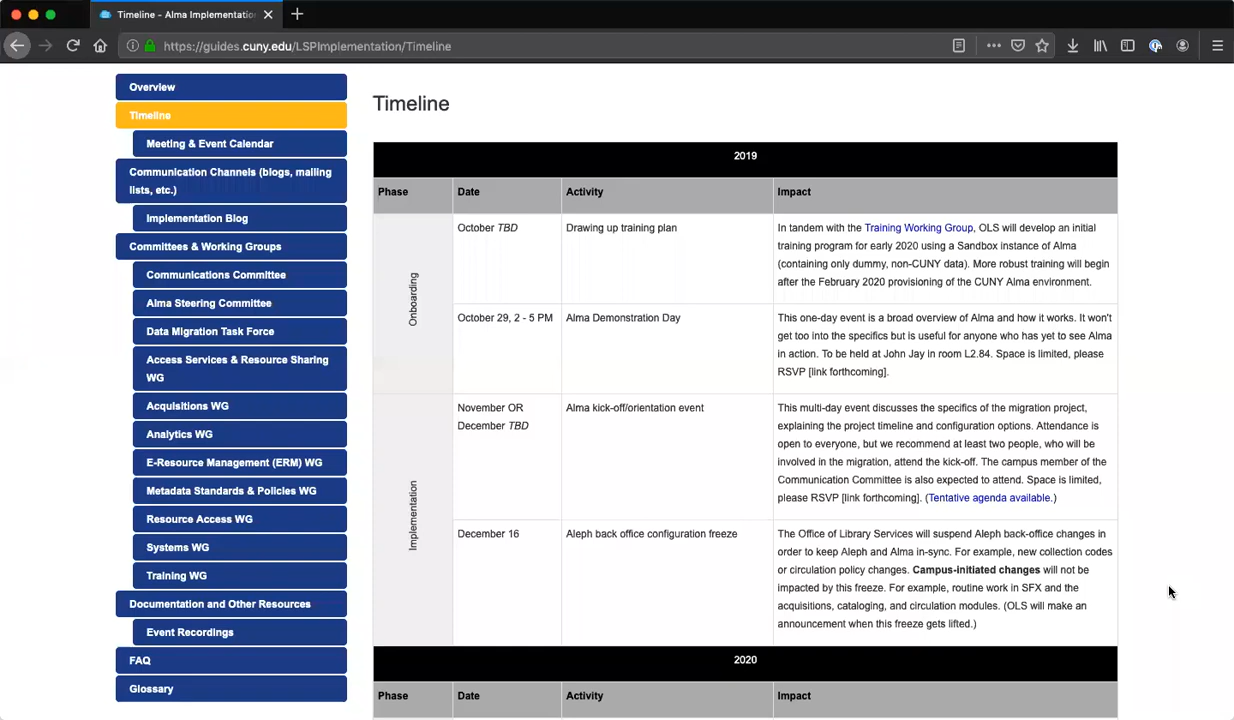 Timeline - Alma Implementation
https://guides.cuny.edu/LSPImplementation/Timeline
Overview
Timeline
Meeting & Event Calendar
Communication Channels (blogs, mailing
lists, etc.)
Implementation Blog
Committees & Working Groups
Communications Committee
Alma Steering Committee
Data Migration Task Force
Access Services & Resource Sharing
WG
Acquisitions WG
Analytics WG
E-Resource Management (ERM) WG
Metadata Standards & Policies WG
Resource Access WG
Systems WG
Training WG
Documentation and Other Resources
Event Recordings
FAQ
Glossary
Timeline
2019
Phase Date Activity Impact
Onboarding
October TBD
Drawing up training plan
In tandem with the Training Working Group, OLS will develop an initial
training program for early 2020 using a Sandbox instance of Alma
(containing only dummy, non-CUNY data). More robust training will begin
after the February 2020 provisioning of the CUNY Alma environment.
October 29, 2 - 5 PM
Alma Demonstration Day
This one-day event is a broad overview of Alma and how it works. It won't
get too into the specifics but is useful for anyone who has yet to see Alma
in action. To be held at John Jay in room L2.84. Space is limited, please
RSVP [link forthcoming].
Implementation
November OR
December TBD
Alma kick-off/orientation event
This multi-day event discusses the specifics of the migration project,
explaining the project timeline and configuration options. Attendance is
open to everyone, but we recommend at least two people, who will be
involved in the migration, attend the kick-off. The campus member of the
Communication Committee is also expected to attend. Space is limited,
please RSVP [link forthcoming]. (Tentative agenda available.)
December 16
Aleph back office configuration freeze
The Office of Library Services will suspend Aleph back-office changes in
order to keep Aleph and Alma in-sync. For example, new collection codes
or circulation policy changes. Campus-initiated changes will not be
impacted by this freeze. For example, routine work in SFX and the
acquisitions, cataloging, and circulation modules. (OLS will make an
announcement when this freeze gets lifted.)
2020
Phase Date Activity Impact